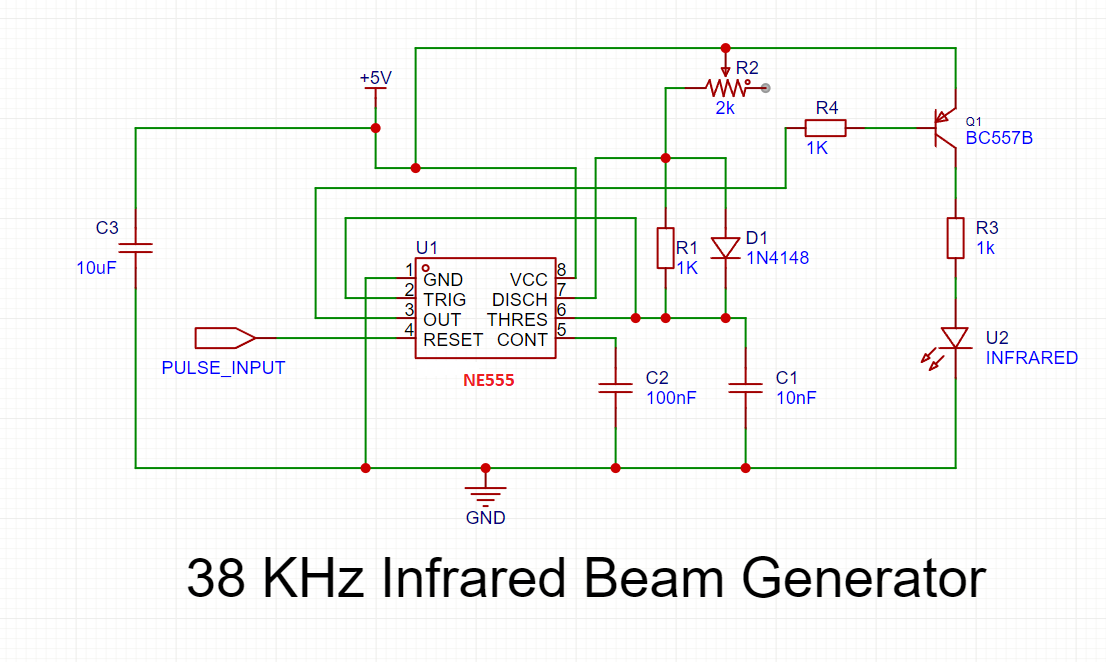 +5V
R2
2k
R4
1K
Q1
BC557B
C3
10uF
U1
R1
1K
D1
1N4148
R3
1k
1 GND VCC 8
2 TRIG DISCH 7
3 OUT THRES 6
4 RESET CONT 5
PULSE_INPUT
NE555
C2
100nF
C1
10nF
U2
INFRARED
GND
38 KHz Infrared Beam Generator